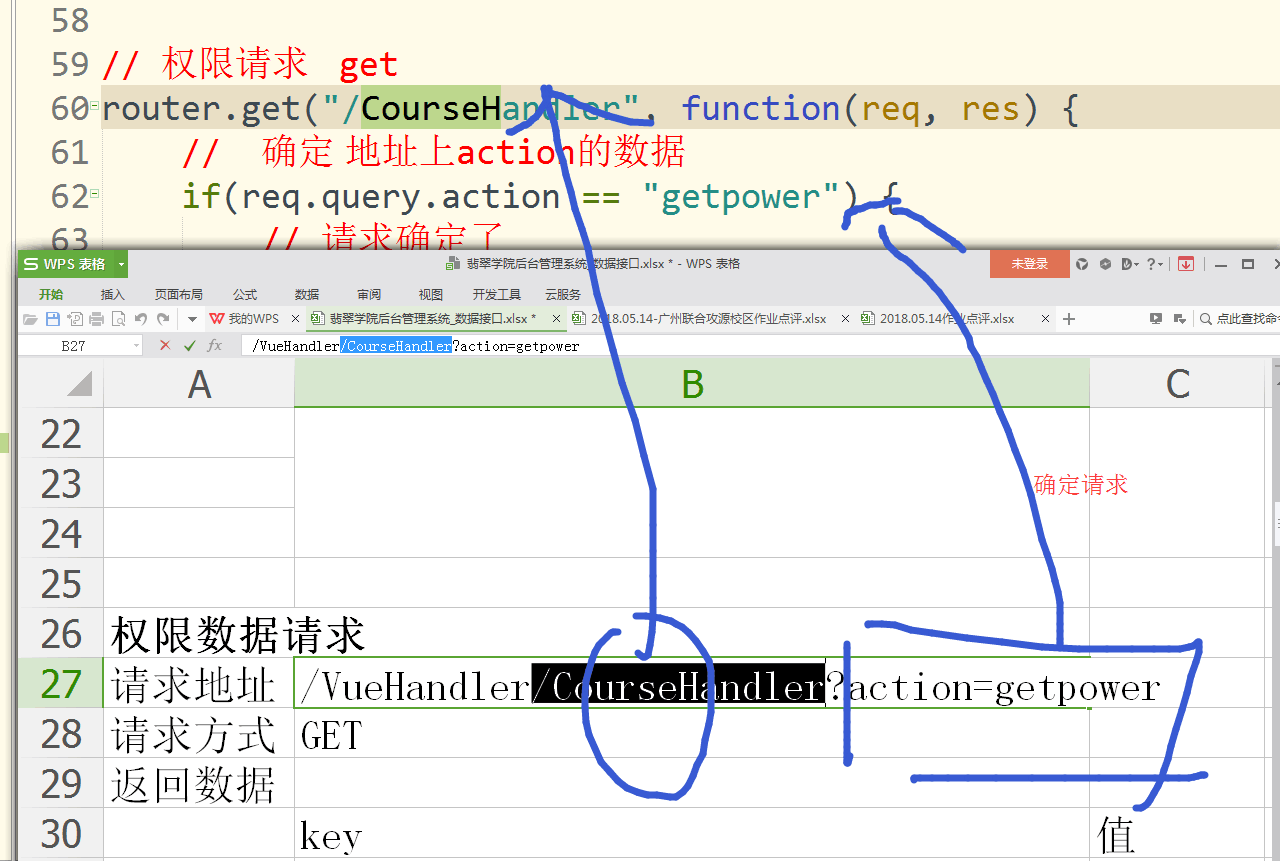 58
59 // 权限请求 get
60 router.get("/CourseHandler", function(req, res) {
61 // 确定 地址上action的数据
62 if(req.query.action == "getpower") {
63 // 请求确定了
S WPS 表格 翡翠学院后台管理系统_数据接口.xlsx * - WPS 表格 未登录
开始 插入 页面布局 公式 数据 审阅 视图 开发工具 云服务
我的WPS × 翡翠学院后台管理系统_数据接口.xlsx * × 2018.05.14-广州联合攻源校区作业点评.xlsx × 2018.05.14作业点评.xlsx × + 点此查找命令
B27 fx /VueHandler/CourseHandler?action=getpower
A B C
22
23 确定请求
24
25
26 权限数据请求
27 请求地址 /VueHandler/CourseHandler?action=getpower
28 请求方式 GET
29 返回数据
30 key 值